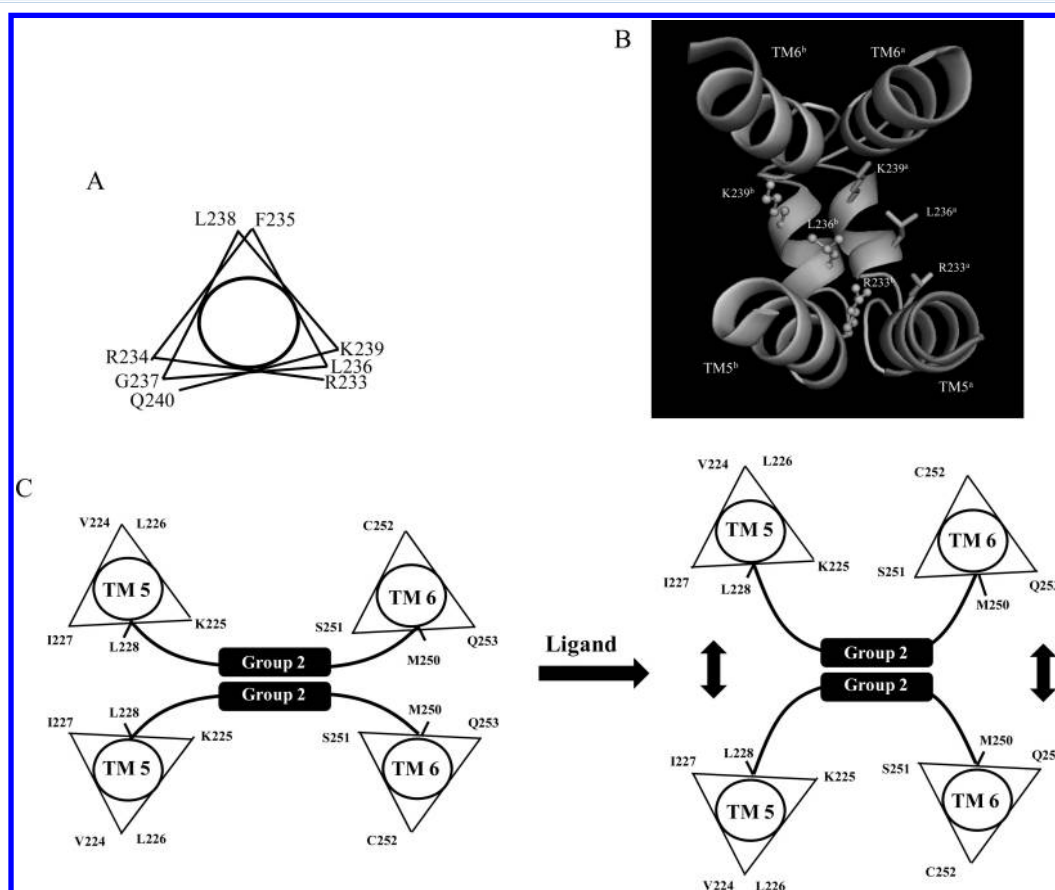 A
L238 F235
R234
G237
Q240
K239
L236
R233
B
TM6ᵇ TM6ᵃ
K239ᵃ
K239ᵇ
L236ᵇ L236ᵃ
R233ᵇ R233ᵃ
TM5ᵇ
TM5ᵃ
C
V224 L226
TM 5
I227 L228 K225
C252
TM 6
S251 M250 Q253
Group 2
Group 2
I227 L228 K225
TM 5
V224 L226
S251 M250 Q253
TM 6
C252
Ligand
V224 L226
TM 5
I227 L228 K225
C252
TM 6
S251 M250
Group 2
Group 2
I227 L228 K225
TM 5
V224 L226
S251 M250
TM 6
C252